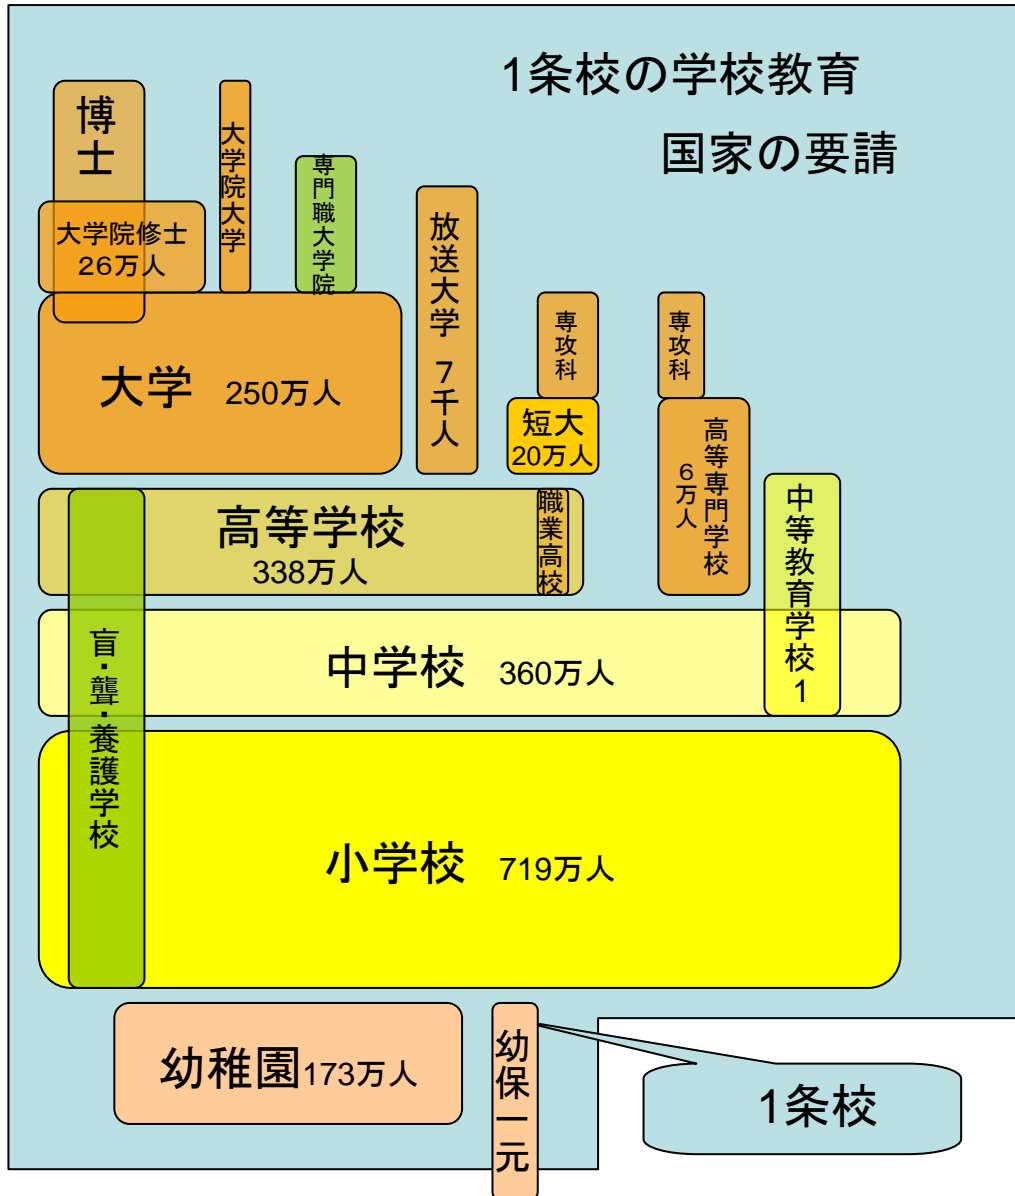 1条校の学校教育
国家の要請
博士
大学院大学
専門職大学院
放送大学 7千人
大学院修士
26万人
専攻科
専攻科
大学 250万人
短大
20万人
高等専門学校
6万人
中等教育学校1
高等学校
338万人
職業高校
盲・聾・養護学校
中学校 360万人
小学校 719万人
幼稚園173万人
幼保一元
1条校